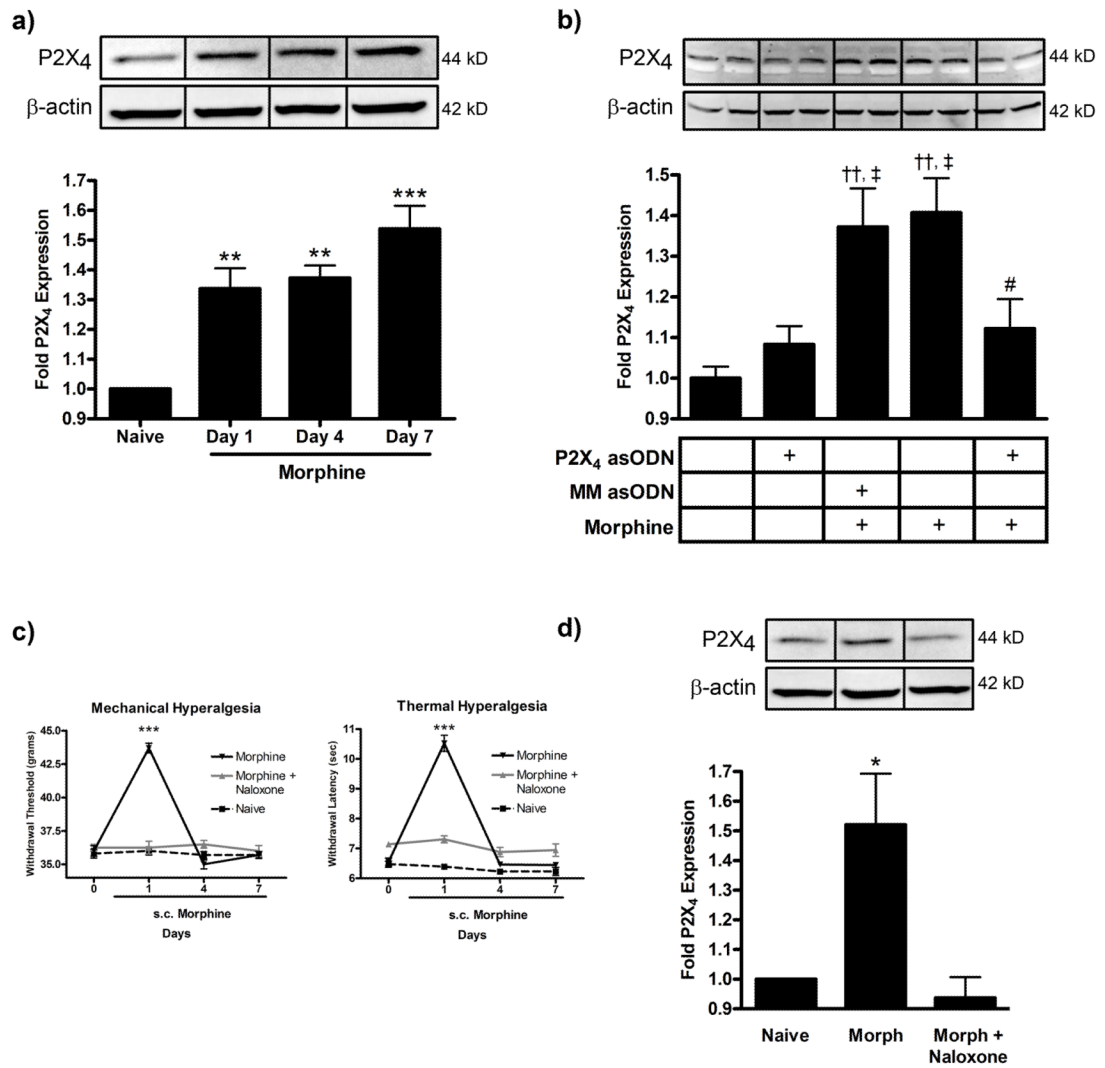 a)
P2X4
44 kD
β-actin
42 kD
Fold P2X4 Expression
1.7
1.6
1.5
1.4
1.3
1.2
1.1
1.0
0.9
**
**
***
Naive
Day 1
Day 4
Day 7
Morphine
b)
P2X4
44 kD
β-actin
42 kD
Fold P2X4 Expression
1.5
1.4
1.3
1.2
1.1
1.0
0.9
††, ‡
††, ‡
#
P2X4 asODN + +
MM asODN +
Morphine + + +
c)
Mechanical Hyperalgesia
Withdrawal Threshold (grams)
45.0
42.5
40.0
37.5
35.0
***
Morphine
Morphine +
Naloxone
Naive
0 1 4 7
s.c. Morphine
Days
Thermal Hyperalgesia
Withdrawal Latency (sec)
11
10
9
8
7
6
***
Morphine
Morphine +
Naloxone
Naive
0 1 4 7
s.c. Morphine
Days
d)
P2X4
44 kD
β-actin
42 kD
Fold P2X4 Expression
1.7
1.6
1.5
1.4
1.3
1.2
1.1
1.0
0.9
*
Naive
Morph
Morph +
Naloxone